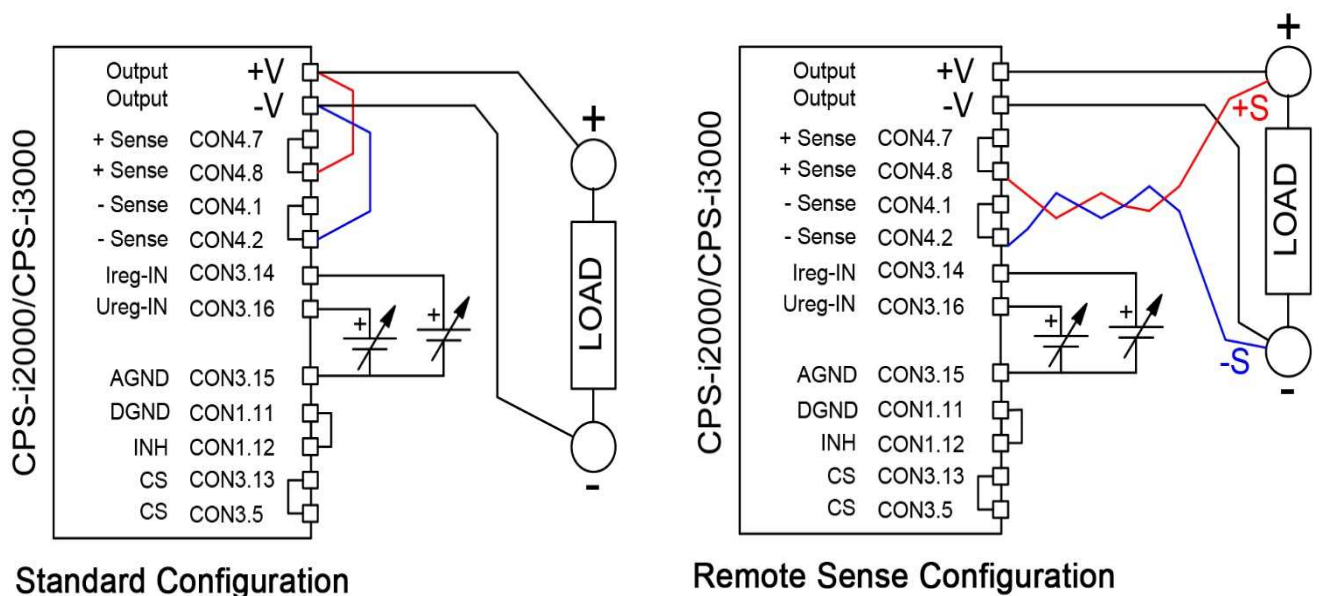 CPS-i2000/CPS-i3000
Output +V
Output -V
+ Sense CON4.7
+ Sense CON4.8
- Sense CON4.1
- Sense CON4.2
Ireg-IN CON3.14
Ureg-IN CON3.16
AGND CON3.15
DGND CON1.11
INH CON1.12
CS CON3.13
CS CON3.5
+
+
+
LOAD
-
Standard Configuration
CPS-i2000/CPS-i3000
Output +V
Output -V
+ Sense CON4.7
+ Sense CON4.8
- Sense CON4.1
- Sense CON4.2
Ireg-IN CON3.14
Ureg-IN CON3.16
AGND CON3.15
DGND CON1.11
INH CON1.12
CS CON3.13
CS CON3.5
+
+
+
+S
LOAD
-S
-
Remote Sense Configuration